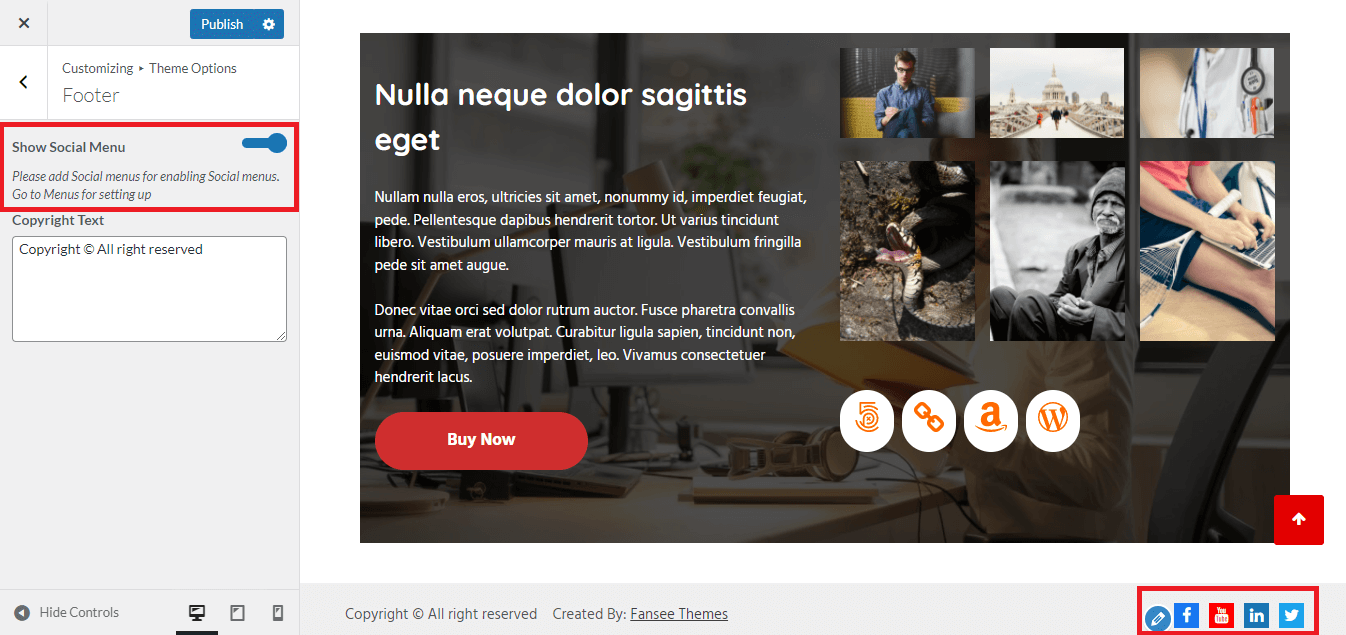 Publish
Customizing ▸ Theme Options
Footer
Show Social Menu
Please add Social menus for enabling Social menus.
Go to Menus for setting up
Copyright Text
Copyright © All right reserved
Hide Controls
Nulla neque dolor sagittis
eget
Nullam nulla eros, ultricies sit amet, nonummy id, imperdiet feugiat,
pede. Pellentesque dapibus hendrerit tortor. Ut varius tincidunt
libero. Vestibulum ullamcorper mauris at ligula. Vestibulum fringilla
pede sit amet augue.
Donec vitae orci sed dolor rutrum auctor. Fusce pharetra convallis
urna. Aliquam erat volutpat. Curabitur ligula sapien, tincidunt non,
euismod vitae, posuere imperdiet, leo. Vivamus consectetuer
hendrerit lacus.
Buy Now
Copyright © All right reserved Created By: Fansee Themes